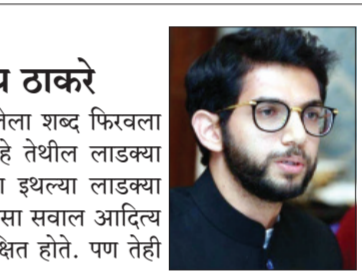 ठाकरे
शब्द फिरवला
हे तेथील लाडक्या
इथल्या लाडक्या
सवाल आदित्य
होते. पण तेही